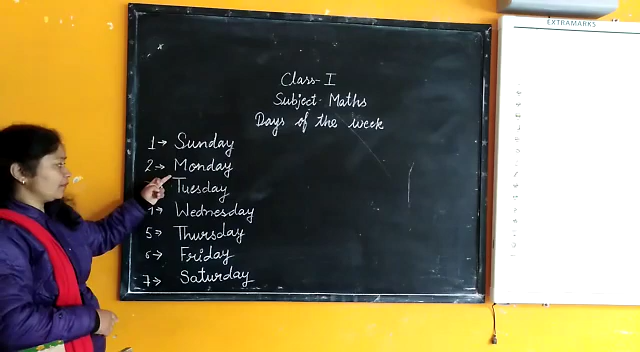 EXTRAMARKS
Class-I
Subject- Maths
Days of the week
1→ Sunday
2→ Monday
Tuesday
4→ Wednesday
5→ Thursday
6→ Friday
7→ Saturday